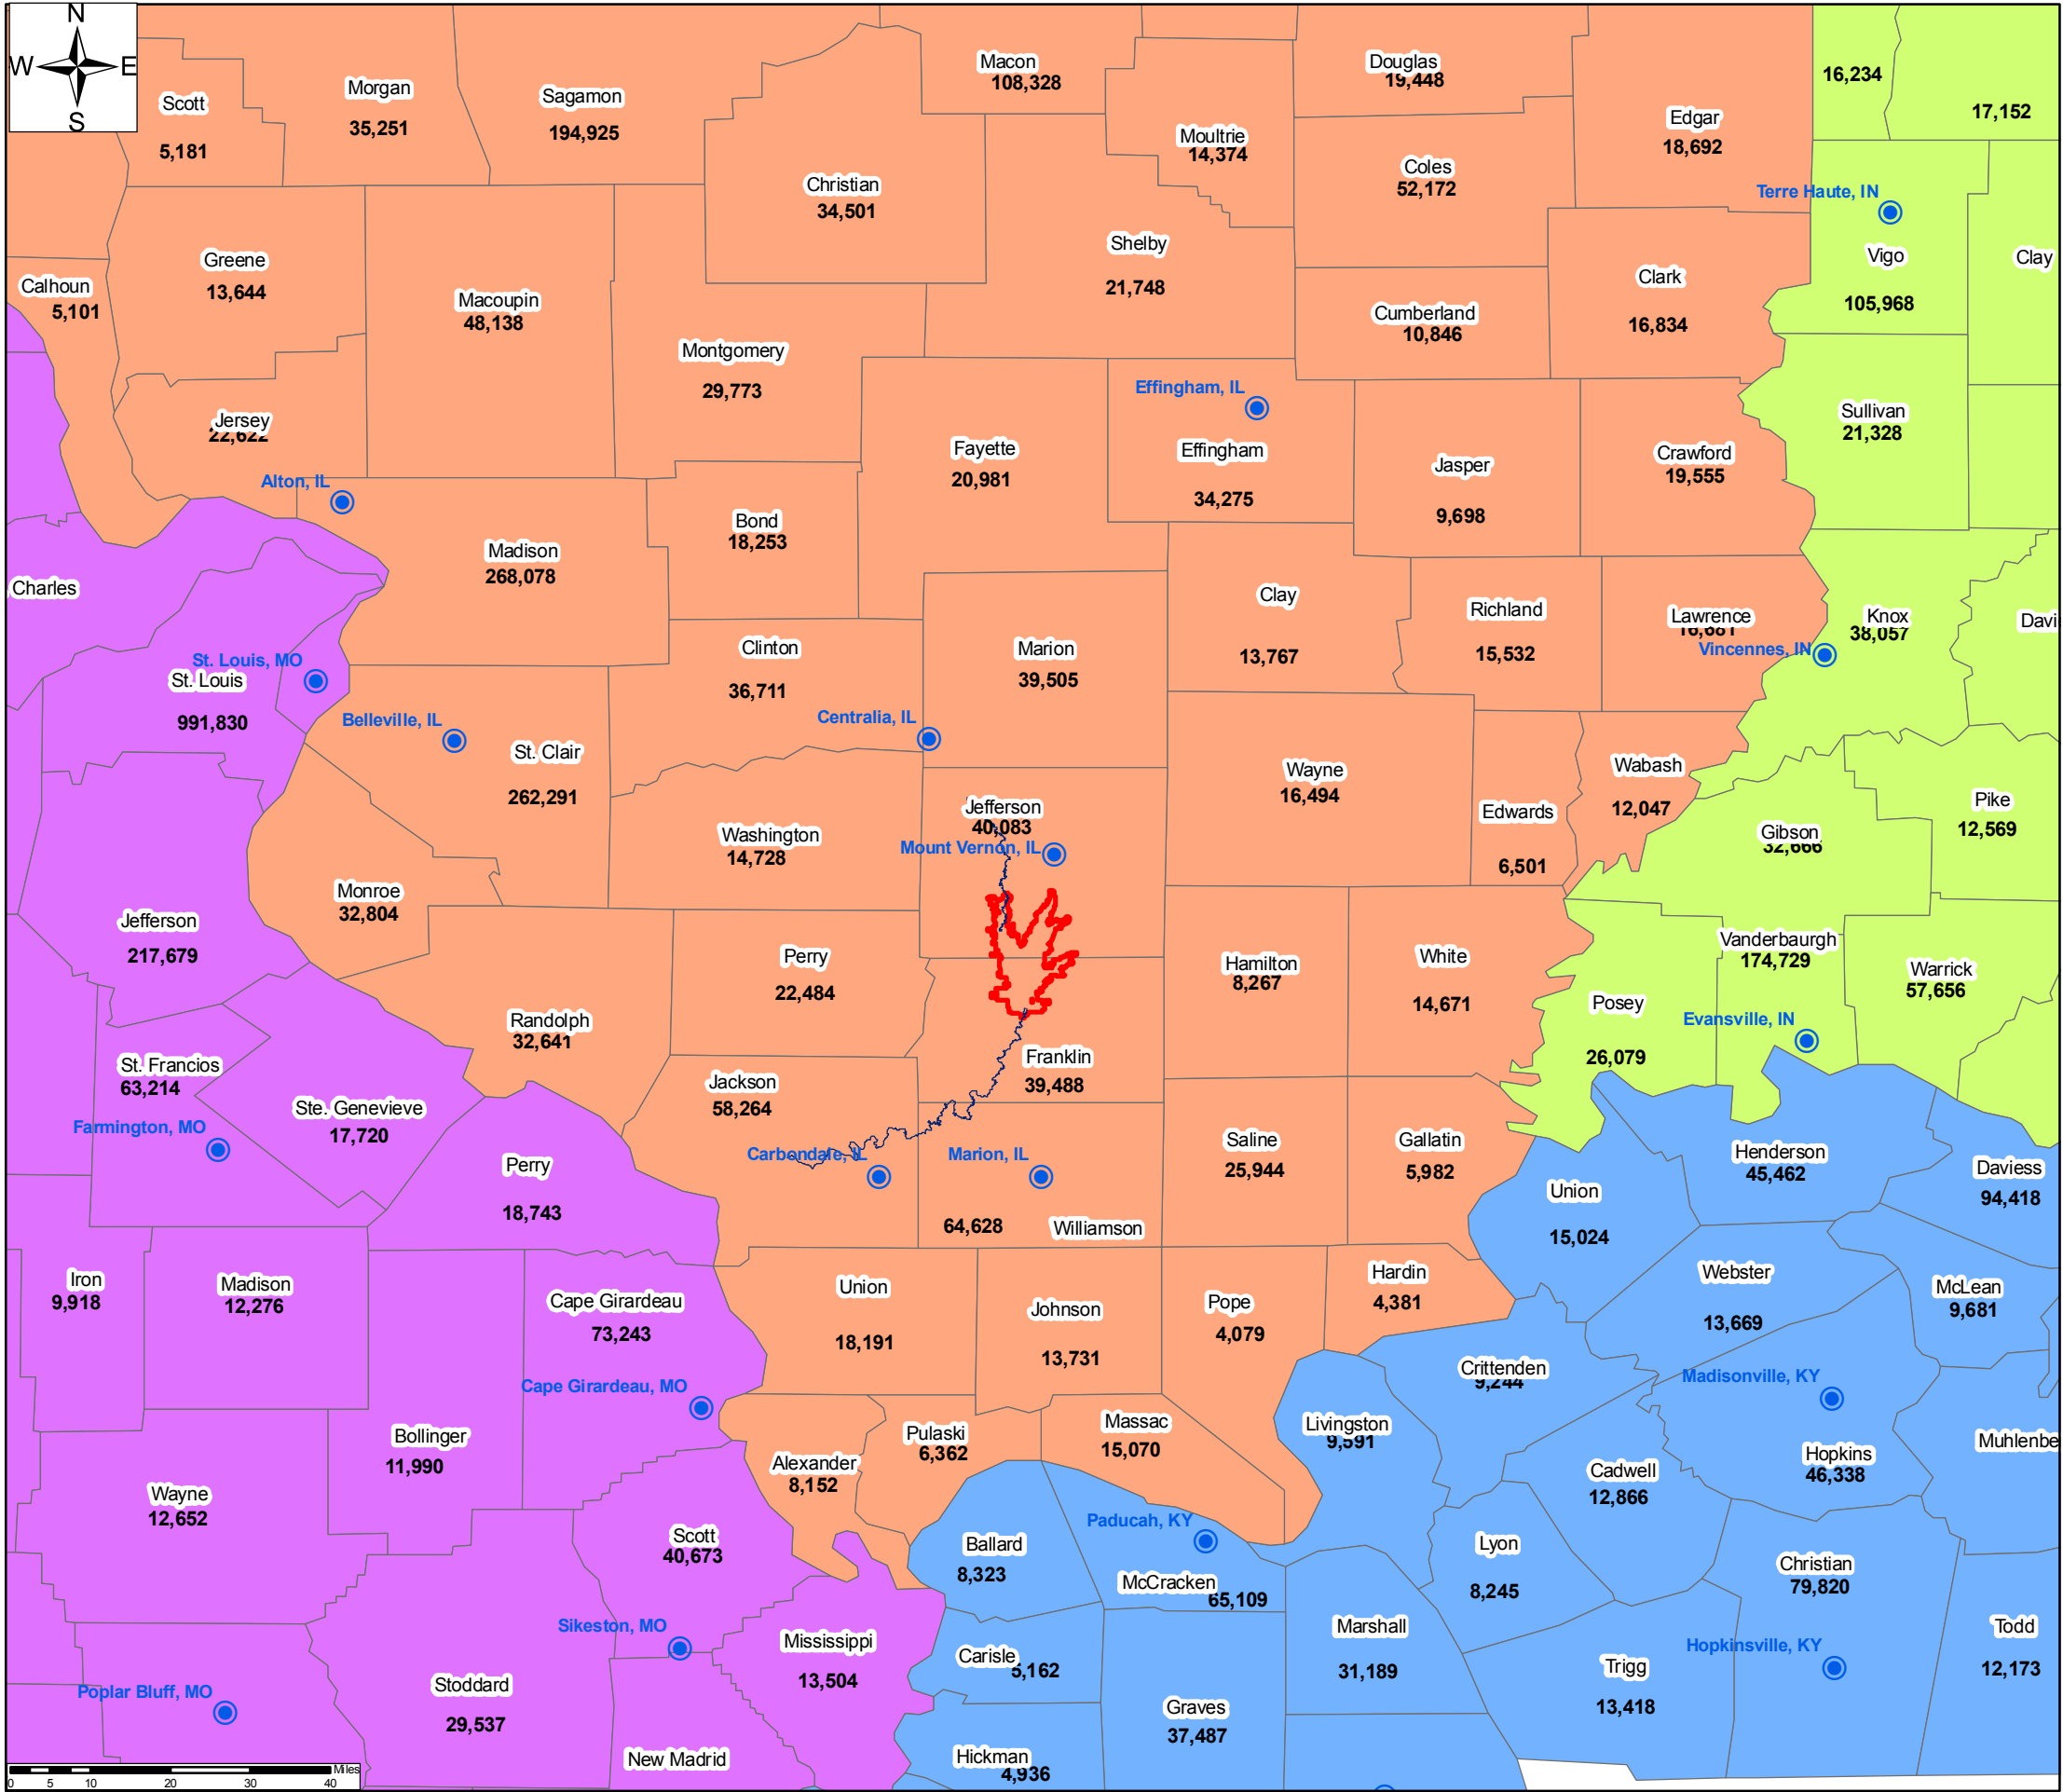 N
W
E
S
Scott
5,181
Morgan
35,251
Sagamon
194,925
Macon
108,328
Douglas
19,448
16,234
17,152
Moultrie
14,374
Edgar
18,692
Christian
34,501
Coles
52,172
Terre Haute, IN
Vigo
105,968
Clay
Greene
13,644
Shelby
21,748
Calhoun
5,101
Macoupin
48,138
Cumberland
10,846
Clark
16,834
Montgomery
29,773
Effingham, IL
Jersey
22,622
Sullivan
21,328
Fayette
20,981
Effingham
34,275
Jasper
9,698
Crawford
19,555
Alton, IL
Bond
18,253
Madison
268,078
Charles
Clay
13,767
Richland
15,532
Lawrence
16,681
Knox
38,057
Davi
Vincennes, IN
Clinton
36,711
Marion
39,505
St. Louis, MO
St. Louis
991,830
Belleville, IL
Centralia, IL
St. Clair
262,291
Wayne
16,494
Wabash
12,047
Edwards
6,501
Pike
12,569
Jefferson
40,083
Mount Vernon, IL
Washington
14,728
Gibson
32,666
Monroe
32,804
Jefferson
217,679
Perry
22,484
Hamilton
8,267
White
14,671
Vanderbaurgh
174,729
Warrick
57,656
Posey
26,079
Evansville, IN
Randolph
32,641
St. Francios
63,214
Franklin
39,488
Jackson
58,264
Ste. Genevieve
17,720
Farmington, MO
Carbondale, IL
Marion, IL
Saline
25,944
Gallatin
5,982
Henderson
45,462
Daviess
94,418
Perry
18,743
64,628
Williamson
Union
15,024
Iron
9,918
Madison
12,276
Cape Girardeau
73,243
Union
18,191
Johnson
13,731
Pope
4,079
Hardin
4,381
Webster
13,669
McLean
9,681
Cape Girardeau, MO
Crittenden
9,244
Madisonville, KY
Bollinger
11,990
Livingston
9,591
Pulaski
6,362
Massac
15,070
Alexander
8,152
Cadwell
12,866
Hopkins
46,338
Muhlenbe
Wayne
12,652
Scott
40,673
Paducah, KY
Ballard
8,323
McCracken
65,109
Lyon
8,245
Christian
79,820
Sikeston, MO
Mississippi
13,504
Carisle
5,162
Marshall
31,189
Trigg
13,418
Hopkinsville, KY
Todd
12,173
Poplar Bluff, MO
Stoddard
29,537
Graves
37,487
New Madrid
Hickman
4,936
Miles
0 5 10 20 30 40